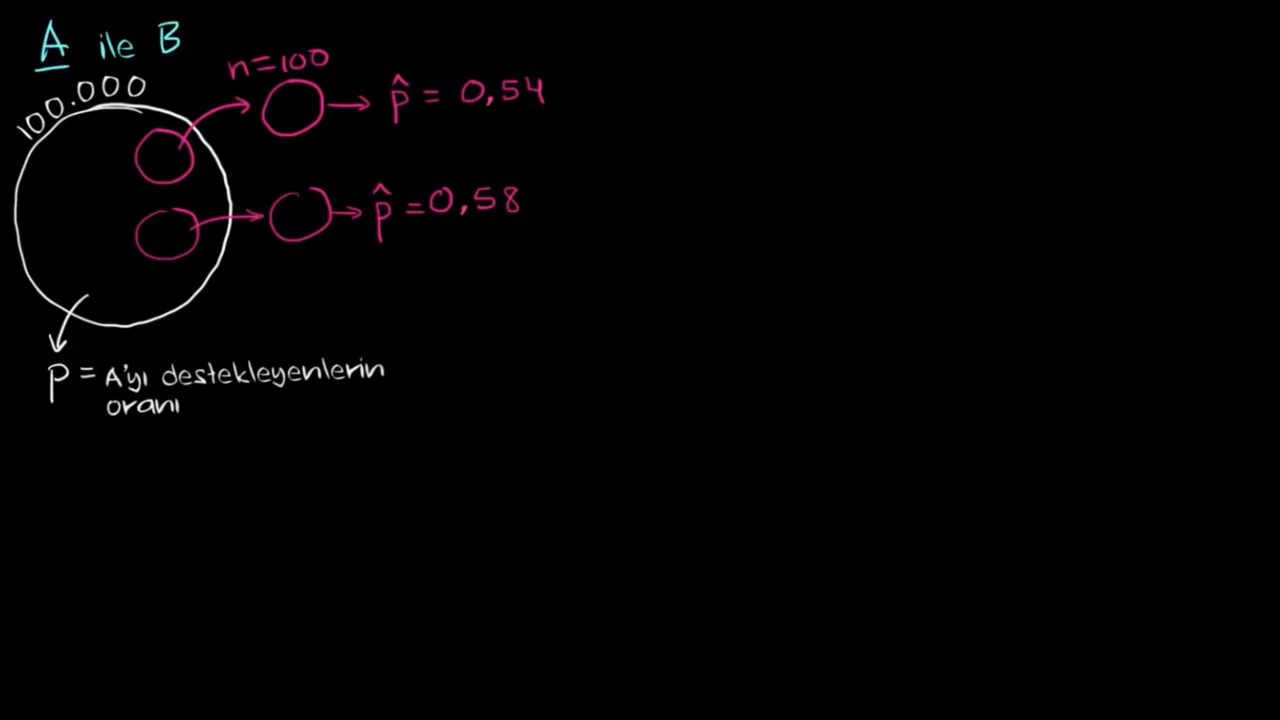 A ile B
100.000
n=100
p̂ = 0,54
p̂ = 0,58
p = A'yı destekleyenlerin
oranı